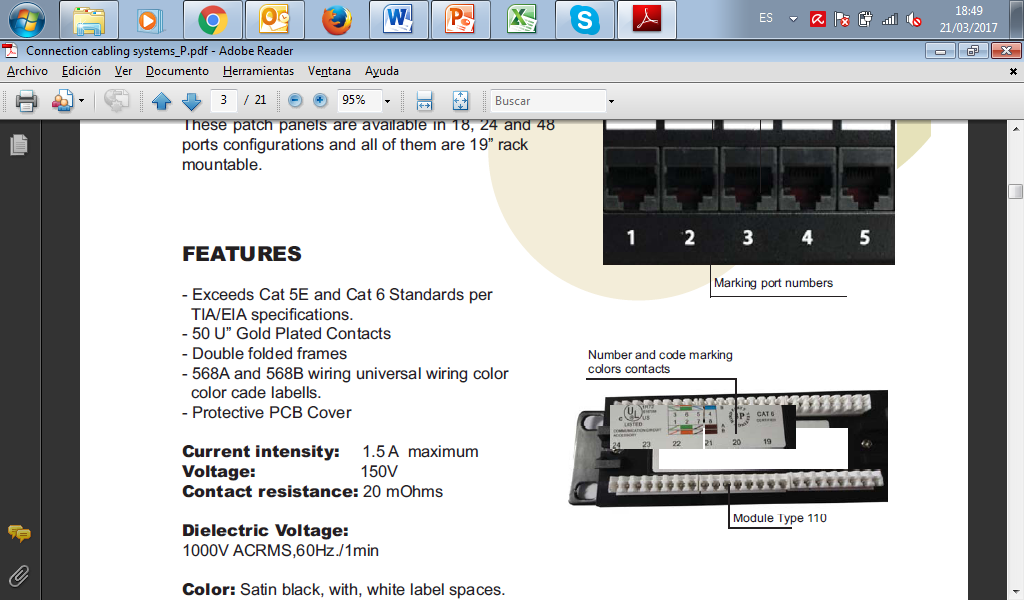 ES
18:49
21/03/2017
Connection cabling systems_P.pdf - Adobe Reader
Archivo Edición Ver Documento Herramientas Ventana Ayuda
3 / 21 95% Buscar
These patch panels are available in 18, 24 and 48
ports configurations and all of them are 19” rack
mountable.
1 2 3 4 5
Marking port numbers
FEATURES
- Exceeds Cat 5E and Cat 6 Standards per
TIA/EIA specifications.
- 50 U” Gold Plated Contacts
- Double folded frames
- 568A and 568B wiring universal wiring color
color cade labells.
- Protective PCB Cover
Number and code marking
colors contacts
UL
LISTED
CAT 6
24 23 22 21 20 19
Module Type 110
Current intensity: 1.5 A maximum
Voltage: 150V
Contact resistance: 20 mOhms
Dielectric Voltage:
1000V ACRMS,60Hz./1min
Color: Satin black, with, white label spaces.